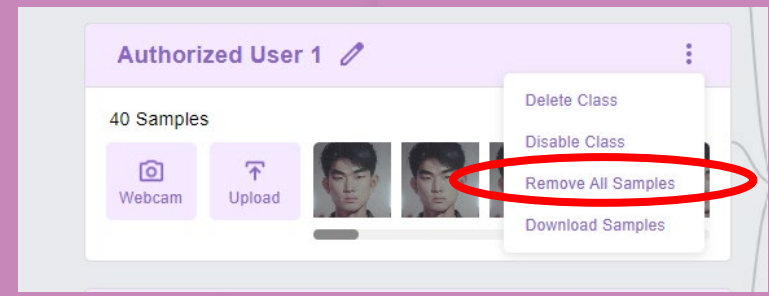 Authorized User 1
Delete Class
40 Samples
Disable Class
Remove All Samples
Webcam
Upload
Download Samples